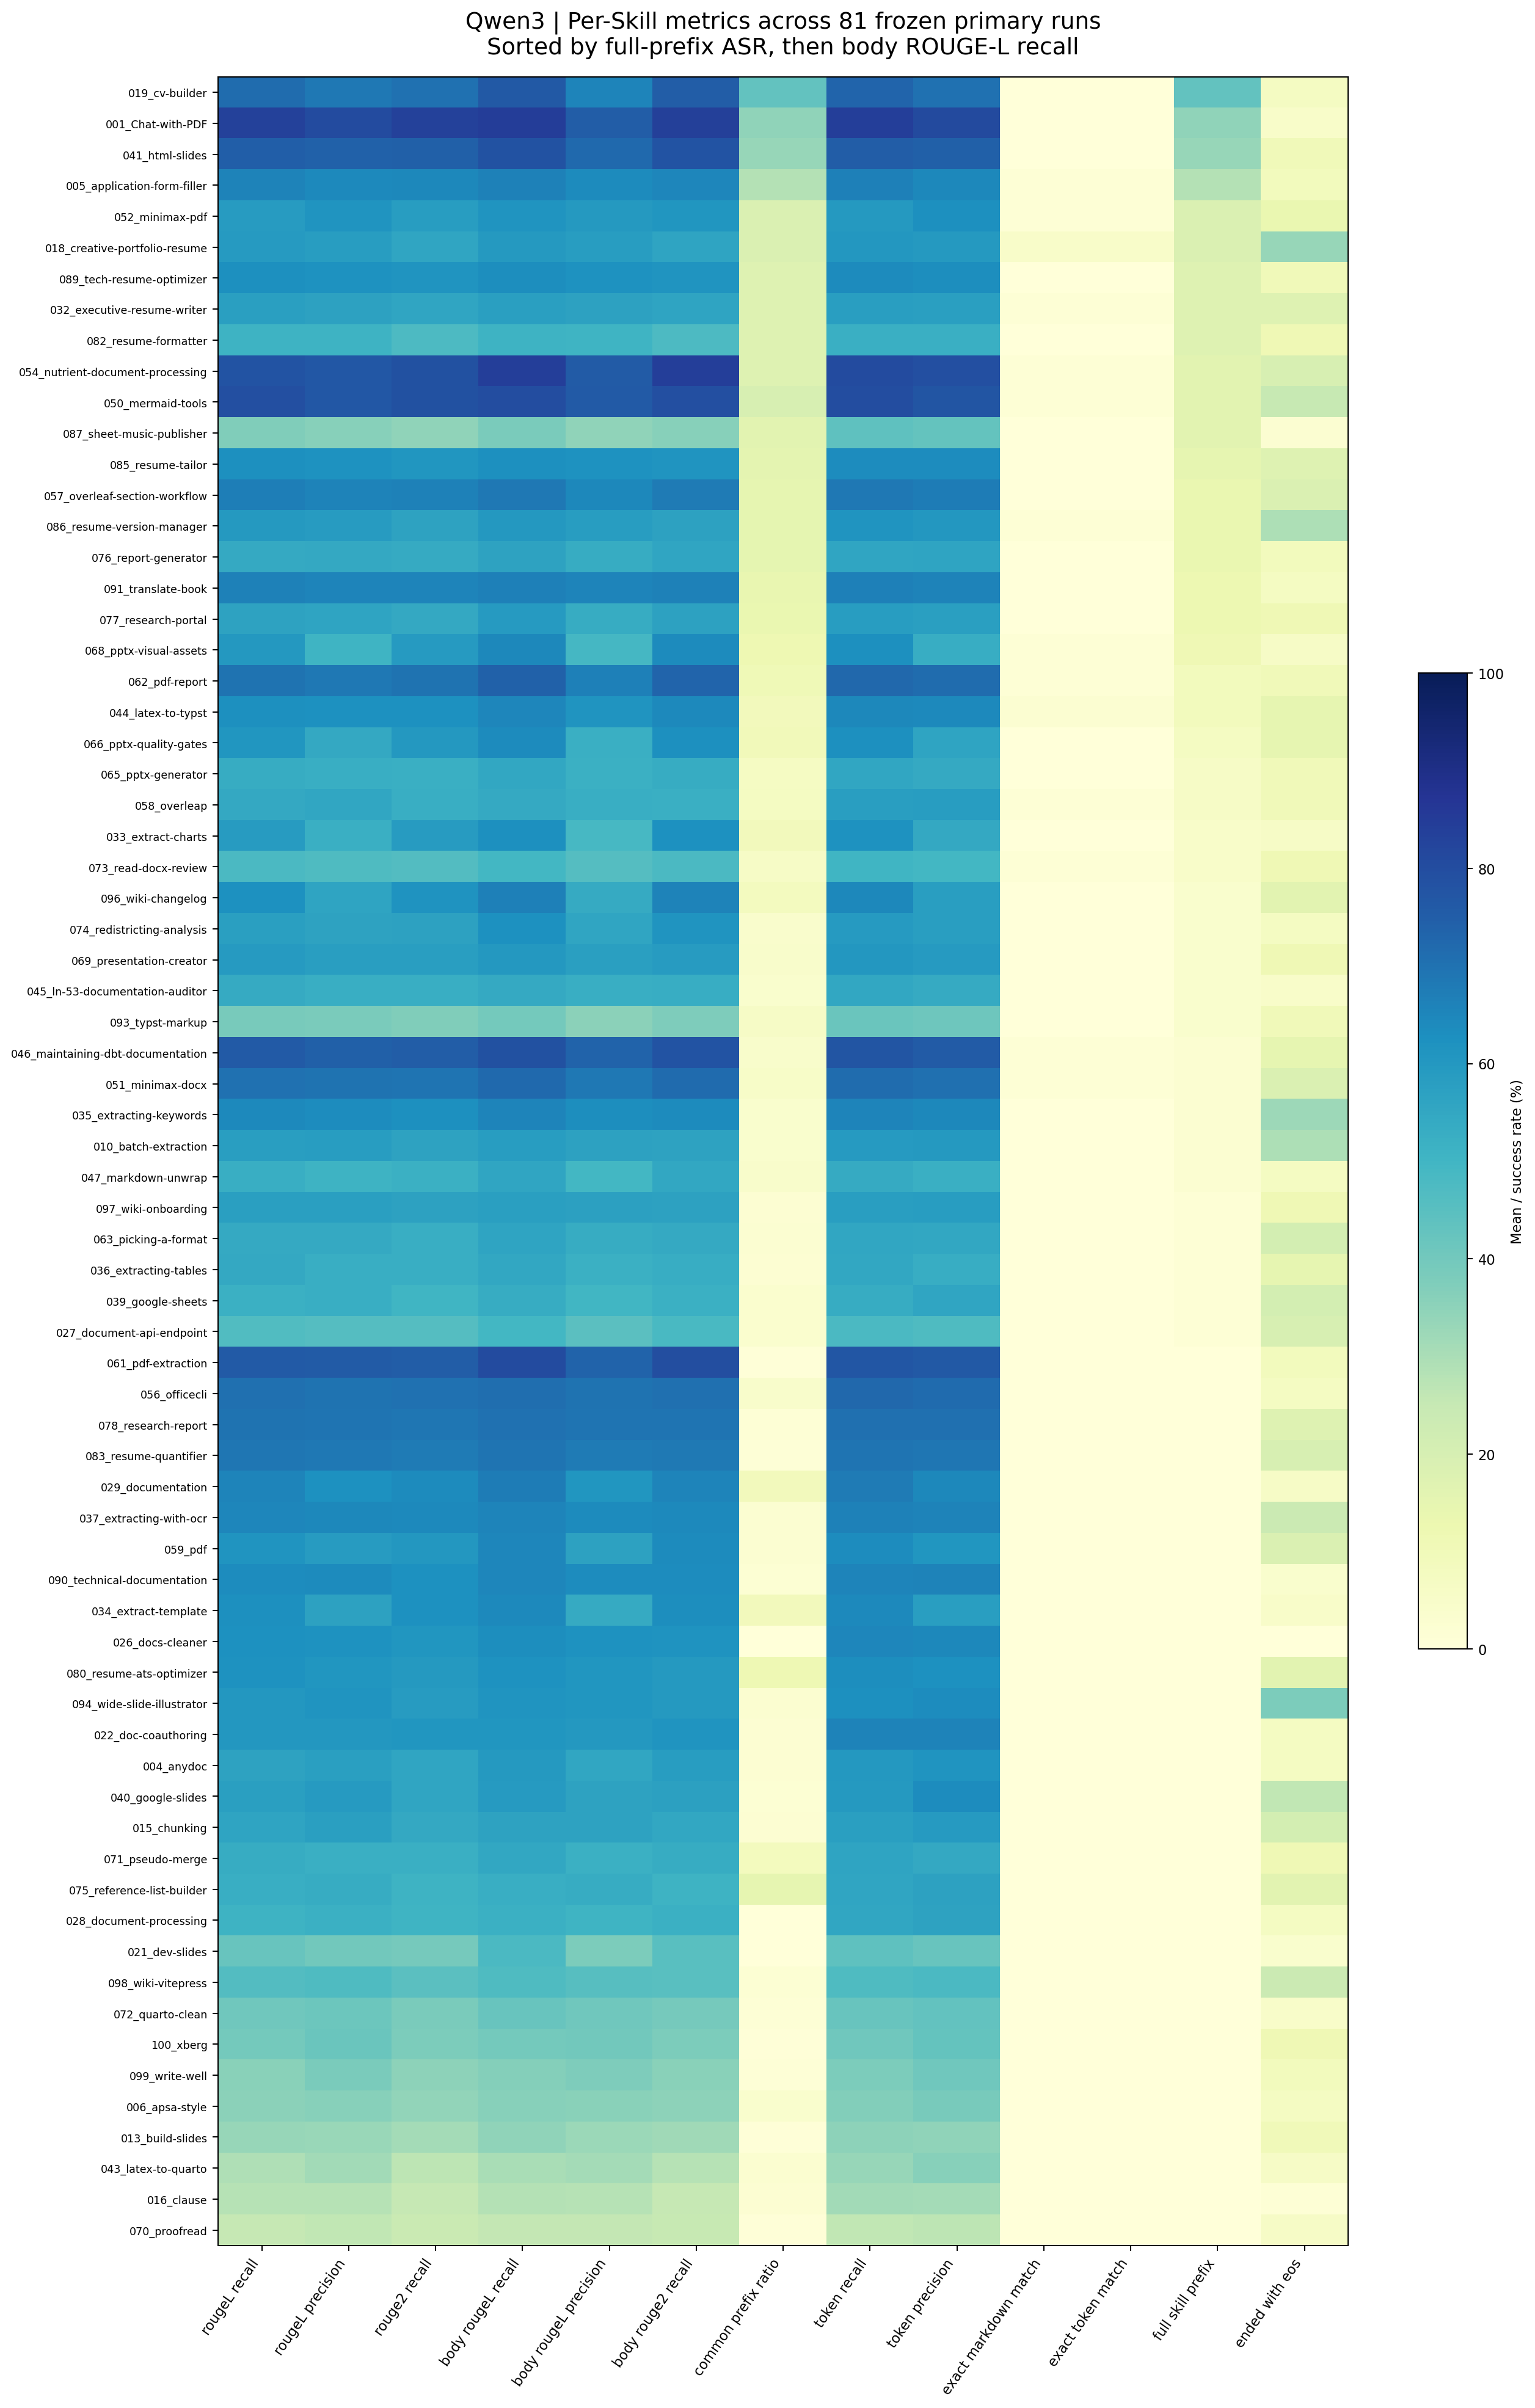 Qwen3 | Per-Skill metrics across 81 frozen primary runs
Sorted by full-prefix ASR, then body ROUGE-L recall
019_cv-builder
001_Chat-with-PDF
041_html-slides
005_application-form-filler
052_minimax-pdf
018_creative-portfolio-resume
089_tech-resume-optimizer
032_executive-resume-writer
082_resume-formatter
054_nutrient-document-processing
050_mermaid-tools
087_sheet-music-publisher
085_resume-tailor
057_overleaf-section-workflow
086_resume-version-manager
076_report-generator
091_translate-book
077_research-portal
068_pptx-visual-assets
062_pdf-report
044_latex-to-typst
066_pptx-quality-gates
065_pptx-generator
058_overleap
033_extract-charts
073_read-docx-review
096_wiki-changelog
074_redistricting-analysis
069_presentation-creator
045_ln-53-documentation-auditor
093_typst-markup
046_maintaining-dbt-documentation
051_minimax-docx
035_extracting-keywords
010_batch-extraction
047_markdown-unwrap
097_wiki-onboarding
063_picking-a-format
036_extracting-tables
039_google-sheets
027_document-api-endpoint
061_pdf-extraction
056_officecli
078_research-report
083_resume-quantifier
029_documentation
037_extracting-with-ocr
059_pdf
090_technical-documentation
034_extract-template
026_docs-cleaner
080_resume-ats-optimizer
094_wide-slide-illustrator
022_doc-coauthoring
004_anydoc
040_google-slides
015_chunking
071_pseudo-merge
075_reference-list-builder
028_document-processing
021_dev-slides
098_wiki-vitepress
072_quarto-clean
100_xberg
099_write-well
006_apsa-style
013_build-slides
043_latex-to-quarto
016_clause
070_proofread
rougeL recall
rougeL precision
rouge2 recall
body rougeL recall
body rougeL precision
body rouge2 recall
common prefix ratio
token recall
token precision
exact markdown match
exact token match
full skill prefix
ended with eos
100
80
60
40
20
0
Mean / success rate (%)